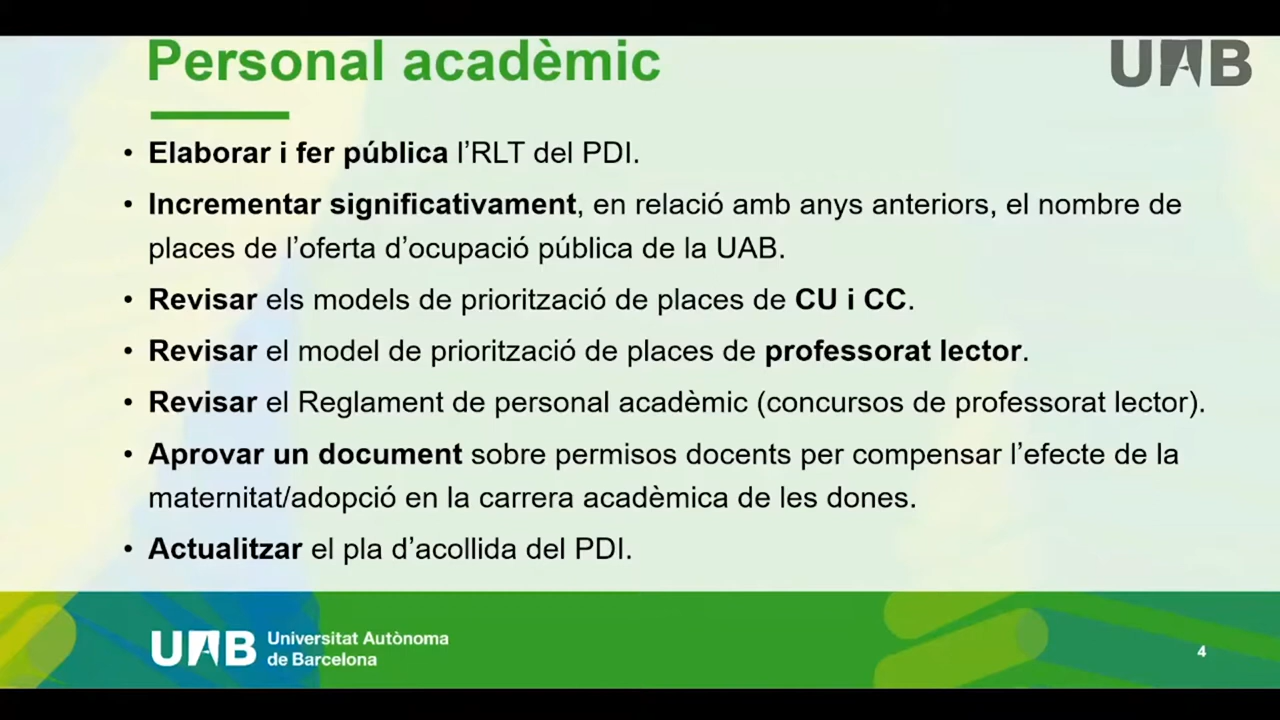 Personal acadèmic
UAB
• Elaborar i fer pública l’RLT del PDI.
• Incrementar significativament, en relació amb anys anteriors, el nombre de
places de l’oferta d’ocupació pública de la UAB.
• Revisar els models de priorització de places de CU i CC.
• Revisar el model de priorització de places de professorat lector.
• Revisar el Reglament de personal acadèmic (concursos de professorat lector).
• Aprovar un document sobre permisos docents per compensar l’efecte de la
maternitat/adopció en la carrera acadèmica de les dones.
• Actualitzar el pla d’acollida del PDI.
UAB
Universitat Autònoma
de Barcelona
4